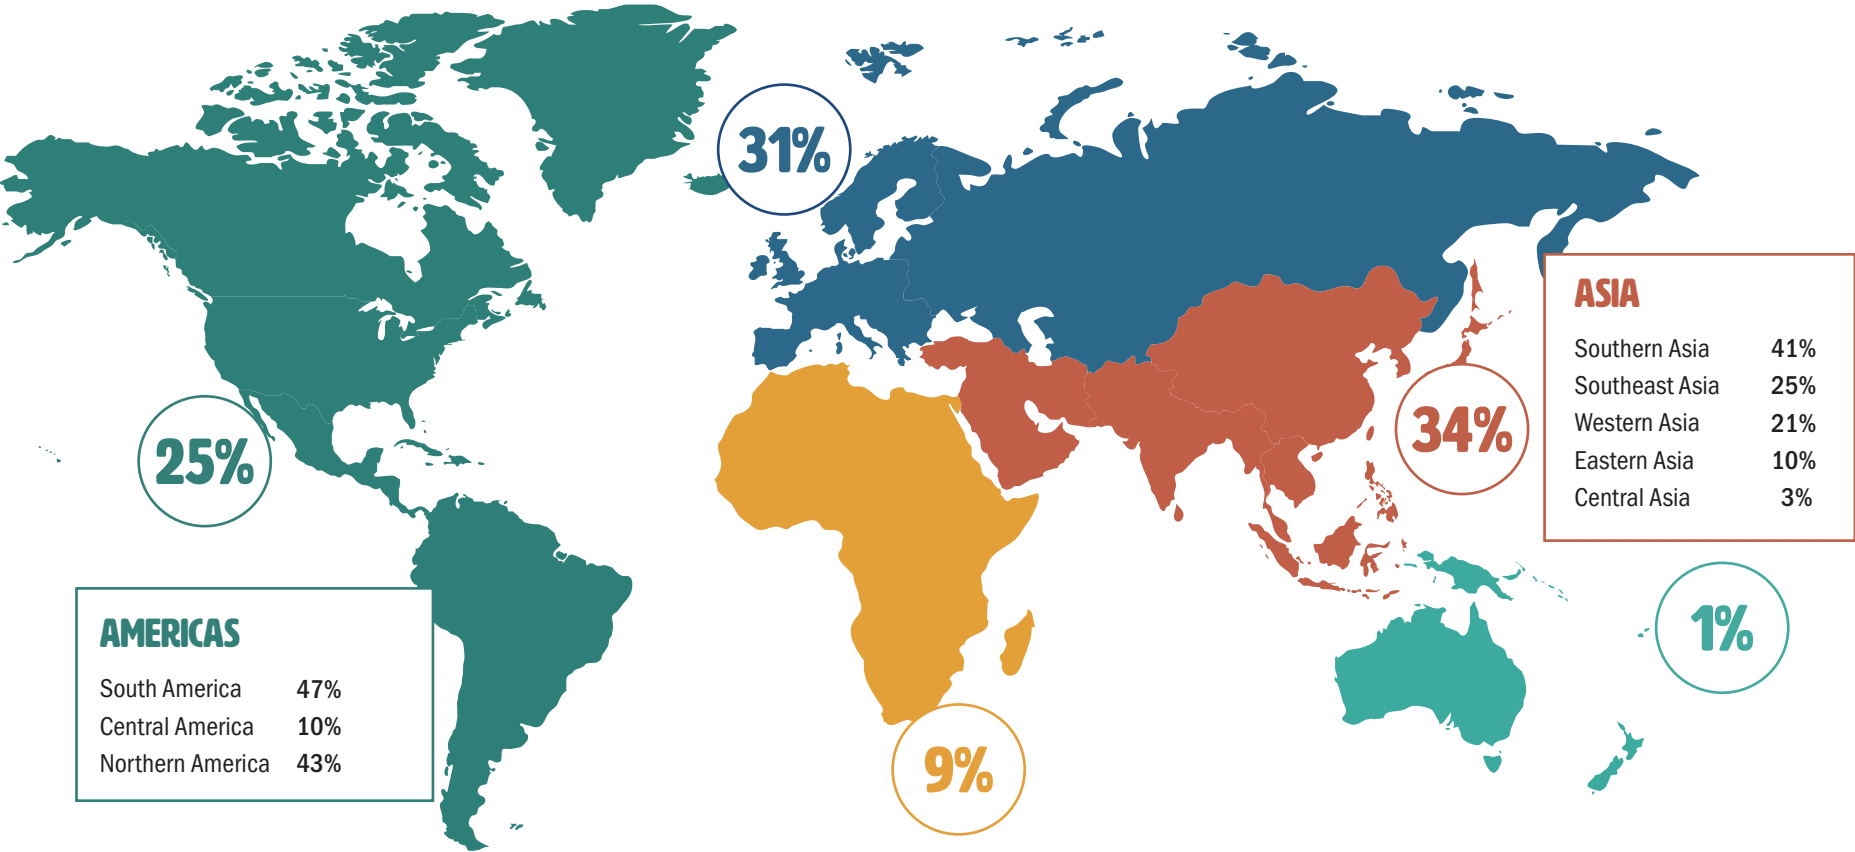 31%
25%
34%
ASIA
Southern Asia 41%
Southeast Asia 25%
Western Asia 21%
Eastern Asia 10%
Central Asia 3%
AMERICAS
South America 47%
Central America 10%
Northern America 43%
1%
9%